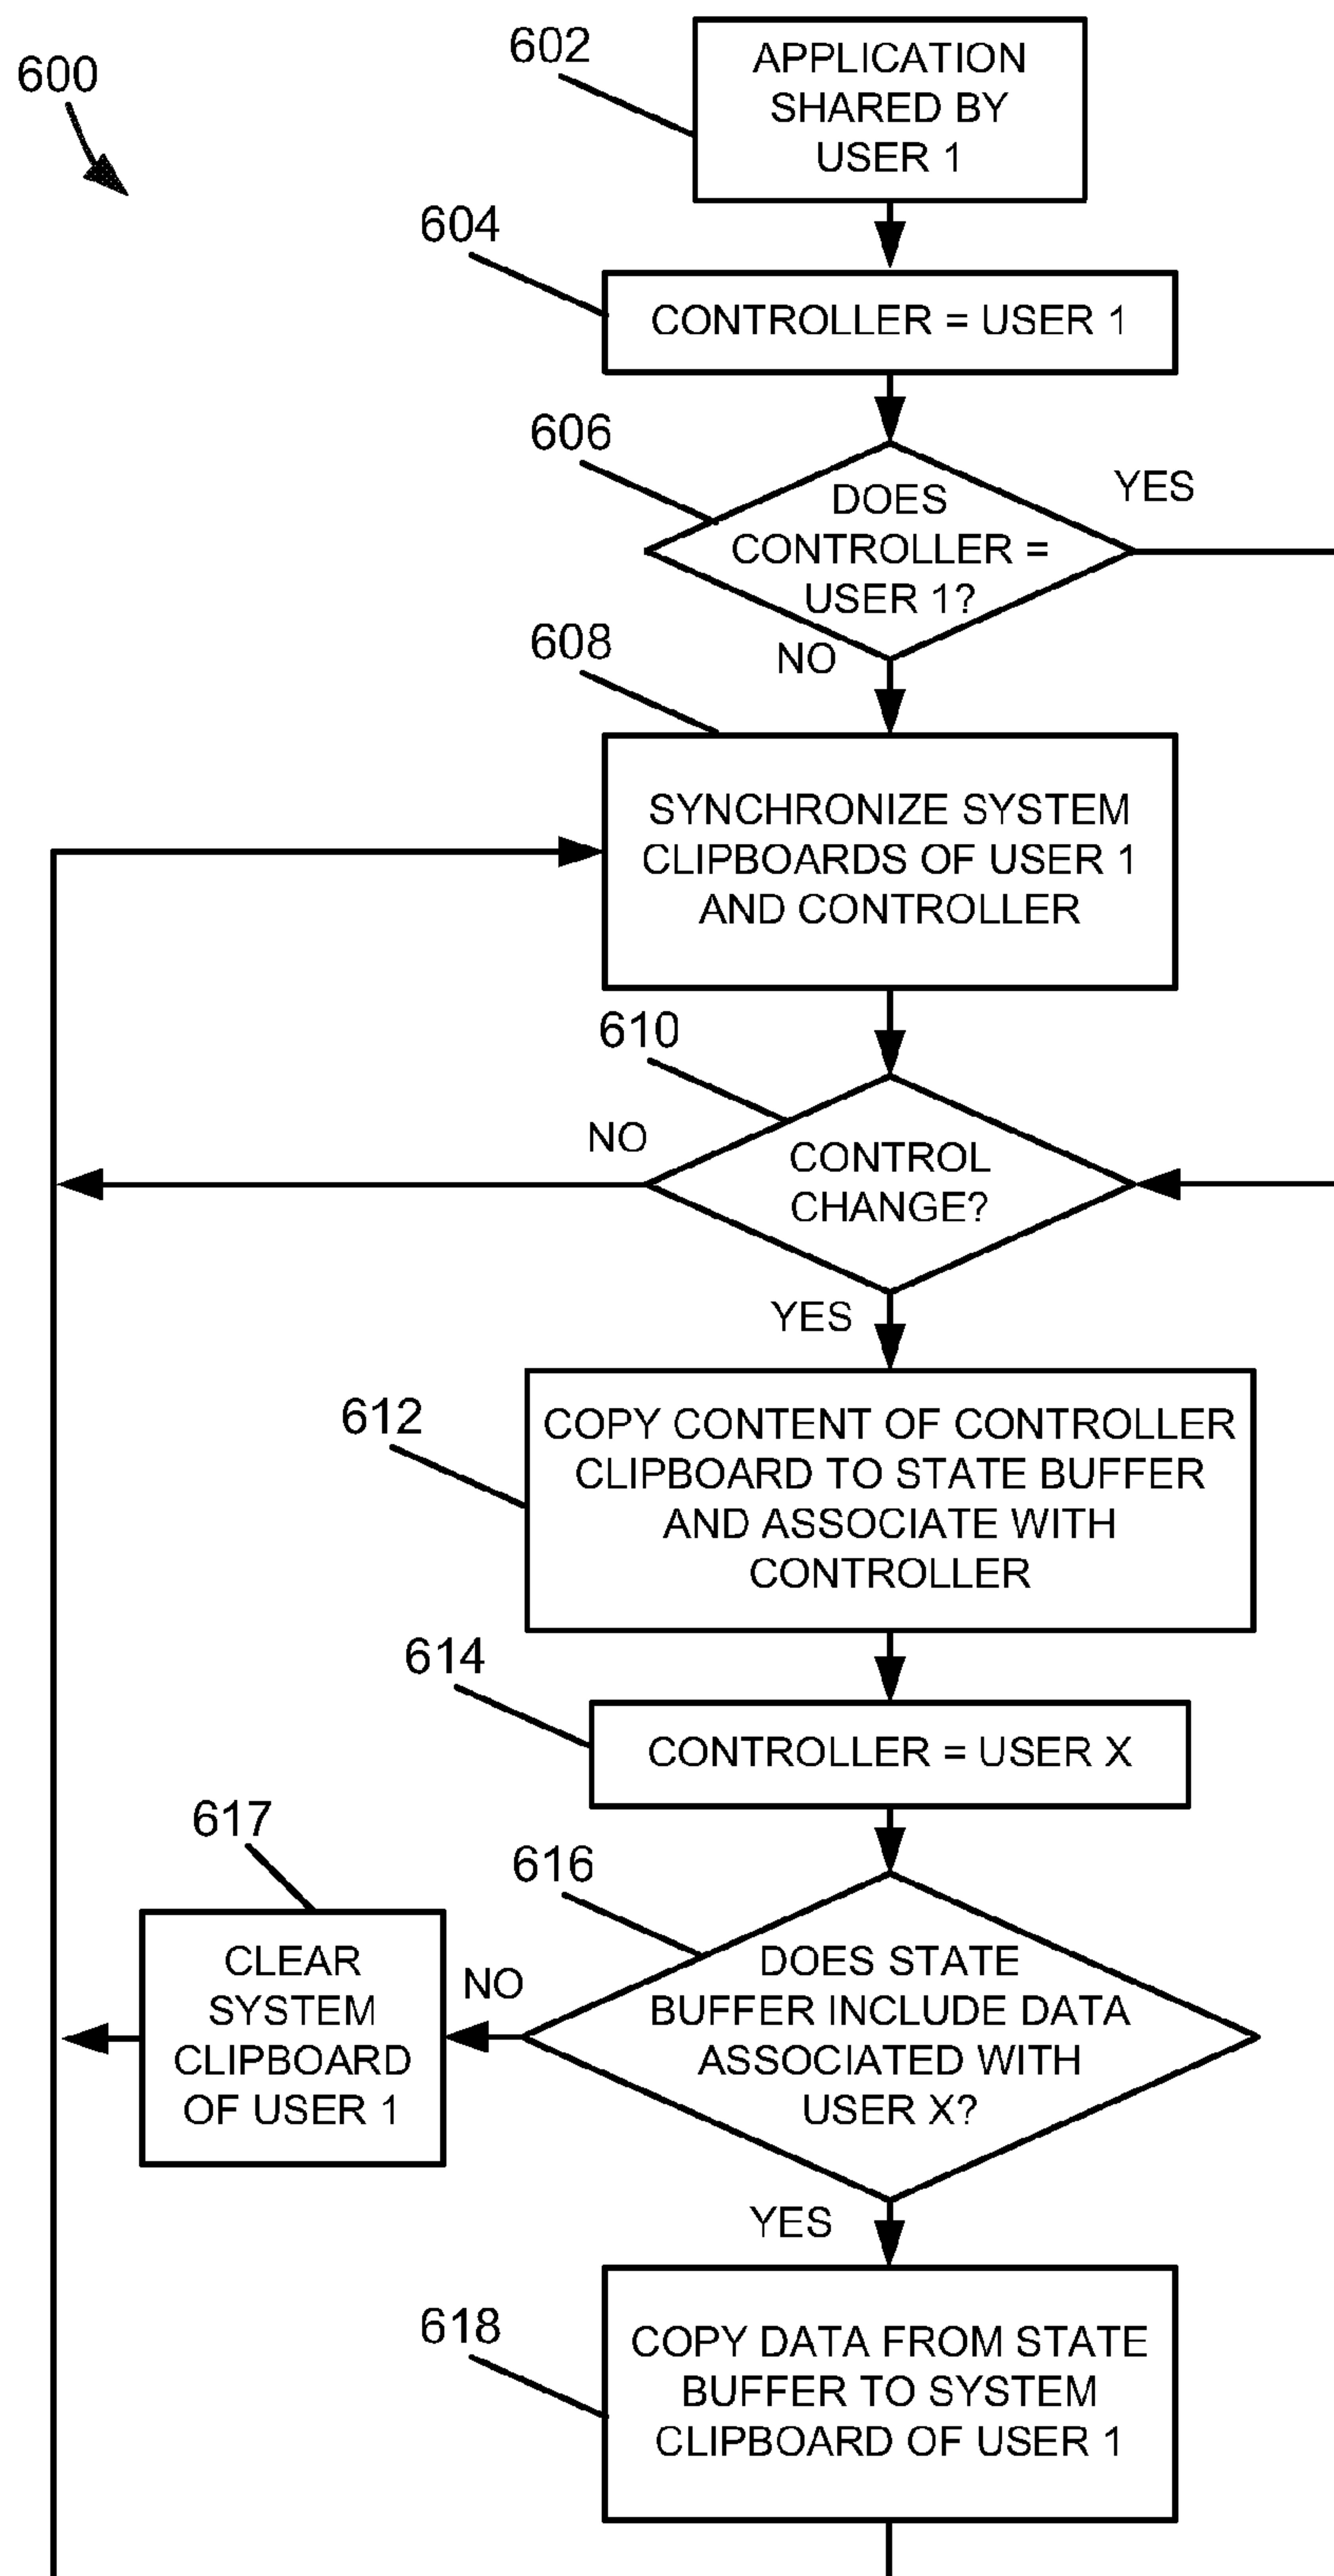 600
602
APPLICATION
SHARED BY
USER 1
604
CONTROLLER = USER 1
606
DOES
CONTROLLER =
USER 1?
YES
NO
608
SYNCHRONIZE SYSTEM
CLIPBOARDS OF USER 1
AND CONTROLLER
610
NO
CONTROL
CHANGE?
YES
612
COPY CONTENT OF CONTROLLER
CLIPBOARD TO STATE BUFFER
AND ASSOCIATE WITH
CONTROLLER
614
CONTROLLER = USER X
616
DOES STATE
BUFFER INCLUDE DATA
ASSOCIATED WITH
USER X?
NO
617
CLEAR
SYSTEM
CLIPBOARD
OF USER 1
YES
618
COPY DATA FROM STATE
BUFFER TO SYSTEM
CLIPBOARD OF USER 1